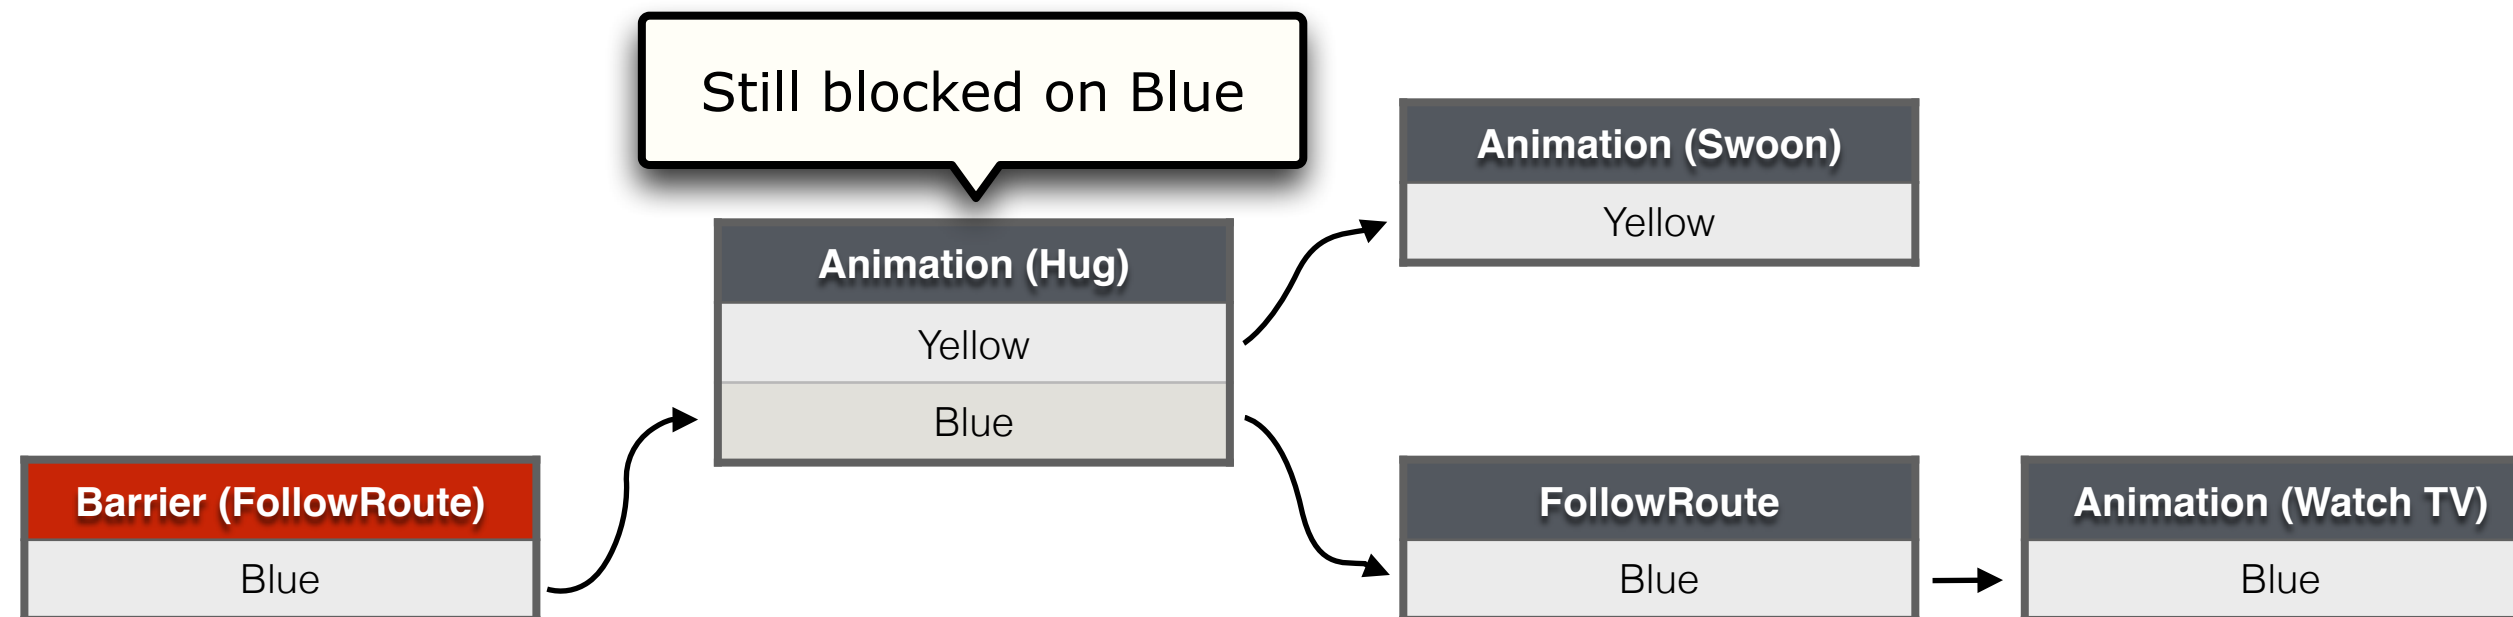 Still blocked on Blue
Animation (Swoon)
Yellow
Animation (Hug)
Yellow
Blue
Barrier (FollowRoute)
Blue
FollowRoute
Blue
Animation (Watch TV)
Blue